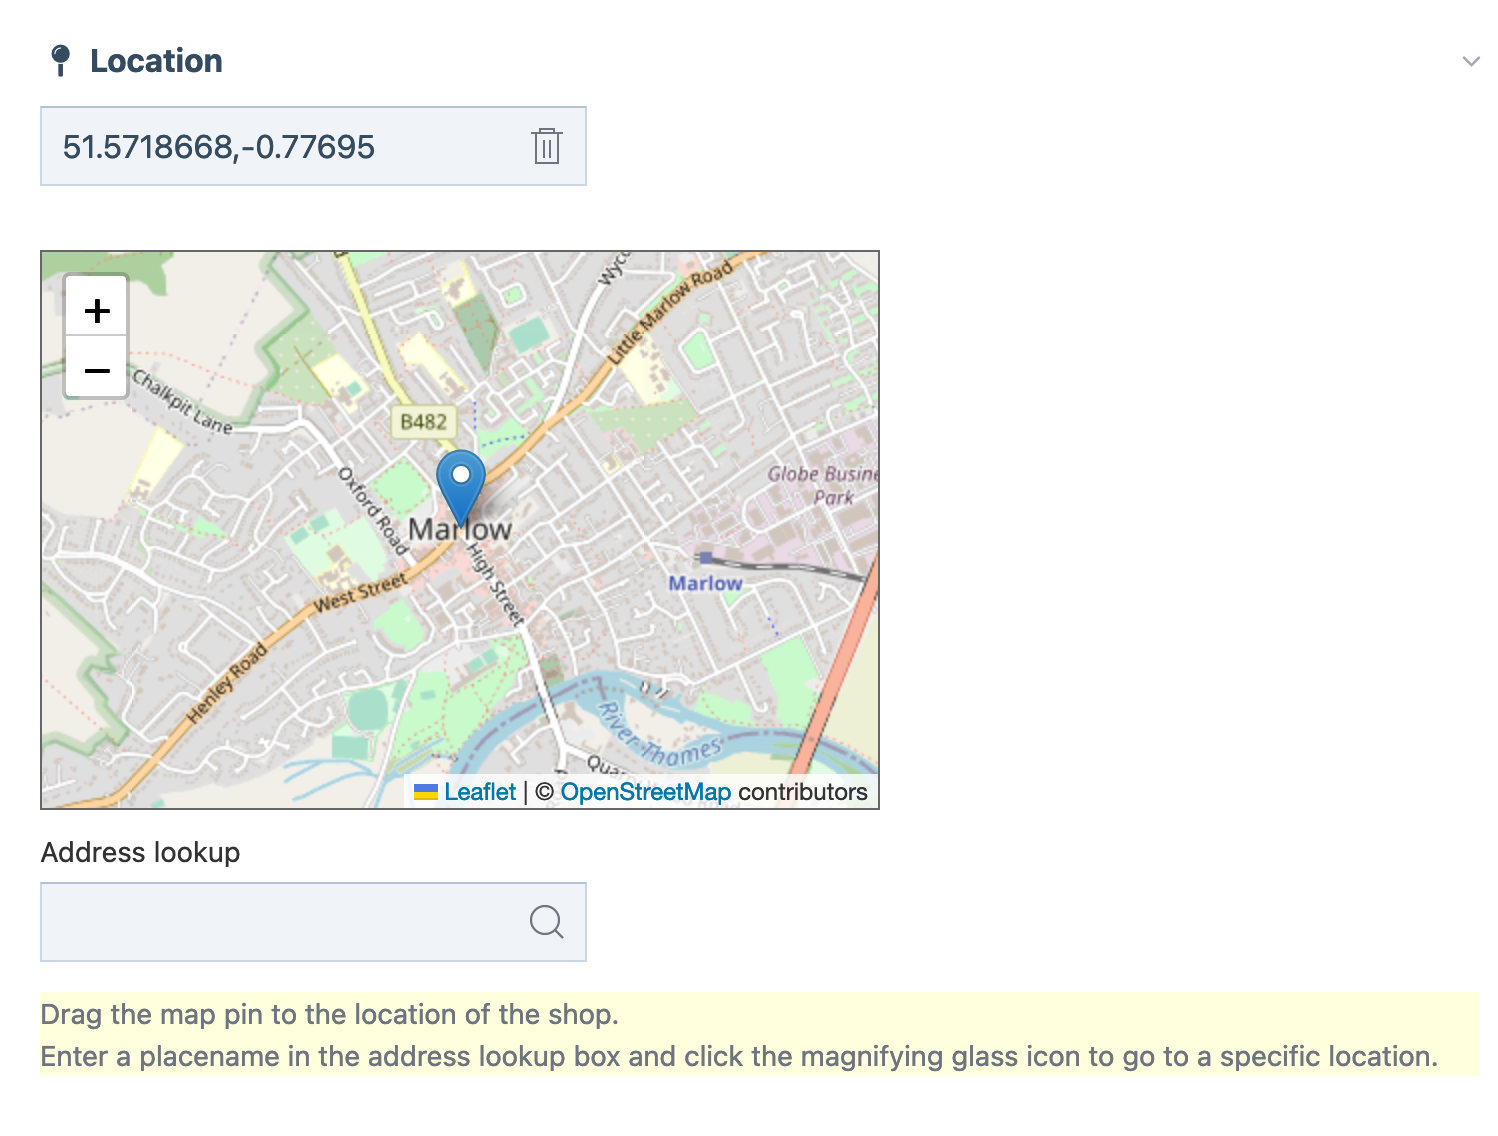 Location
51.5718668,-0.77695
+
−
Wyco
Little Marlow Road
Chalkpit Lane
B482
Oxford Road
Globe Busine
Park
Marlow
High Street
West Street
Marlow
Henley Road
River Thames
Leaflet | © OpenStreetMap contributors
Address lookup
Drag the map pin to the location of the shop.
Enter a placename in the address lookup box and click the magnifying glass icon to go to a specific location.